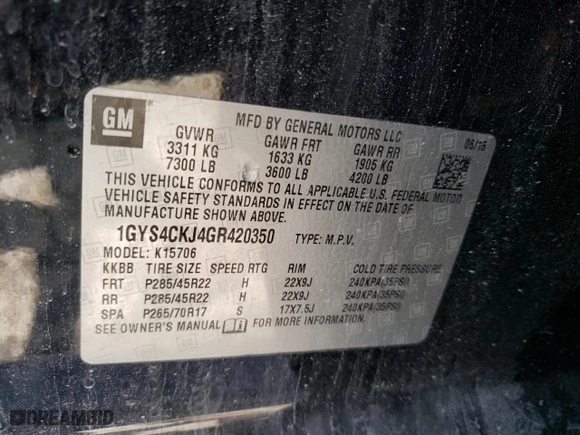 GM
MFD BY GENERAL MOTORS LLC
06/16
GVWR GAWR FRT GAWR RR
3311 KG 1633 KG 1905 KG
7300 LB 3600 LB 4200 LB
THIS VEHICLE CONFORMS TO ALL APPLICABLE U.S. FEDERAL MOTOR
VEHICLE SAFETY STANDARDS IN EFFECT ON THE DATE OF
MANUFACTURE SHOWN ABOVE.
1GYS4CKJ4GR420350 TYPE: M.P.V.
MODEL: K15706
KKBB TIRE SIZE SPEED RTG RIM COLD TIRE PRESSURE
FRT P285/45R22 H 22X9J 240KPA(35PSI)
RR P285/45R22 H 22X9J 240KPA(35PSI)
SPA P265/70R17 S 17X7.5J 240KPA(35PSI)
SEE OWNER'S MANUAL FOR MORE INFORMATION.
DREAMBID